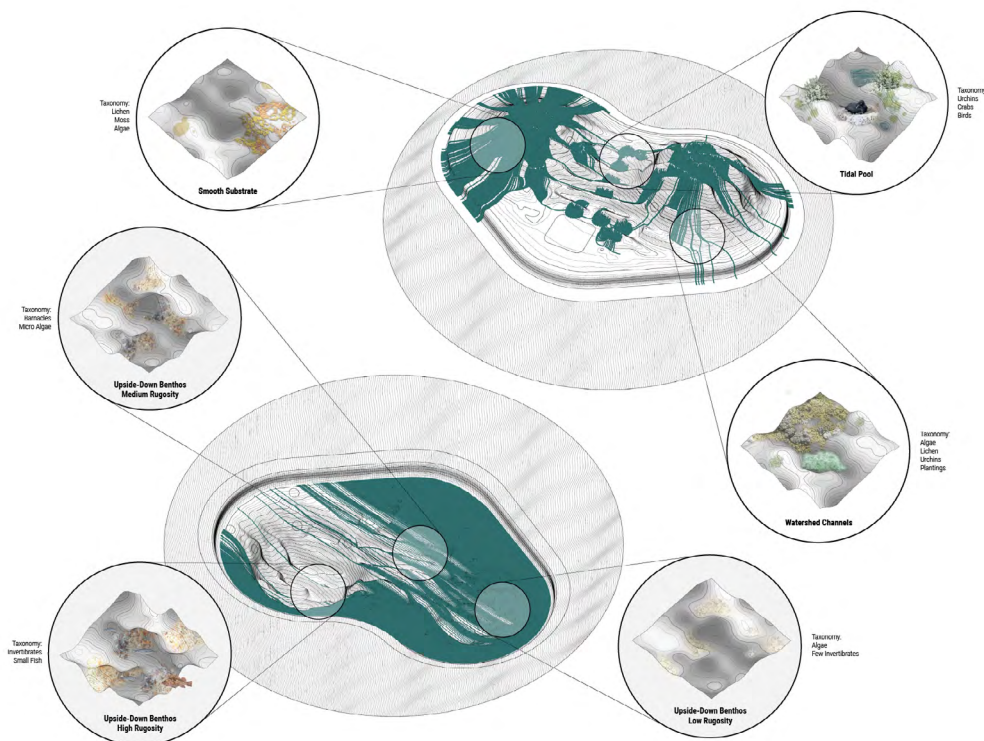 Taxonomy:
Lichen
Moss
Algae
Smooth Substrate
Taxonomy:
Urchins
Crabs
Birds
Tidal Pool
Taxonomy:
Barnacles
Micro Algae
Upside-Down Benthos
Medium Rugosity
Taxonomy:
Algae
Lichen
Urchins
Plantings
Watershed Channels
Taxonomy:
Invertibrates
Small Fish
Upside-Down Benthos
High Rugosity
Taxonomy:
Algae
Few Invertibrates
Upside-Down Benthos
Low Rugosity